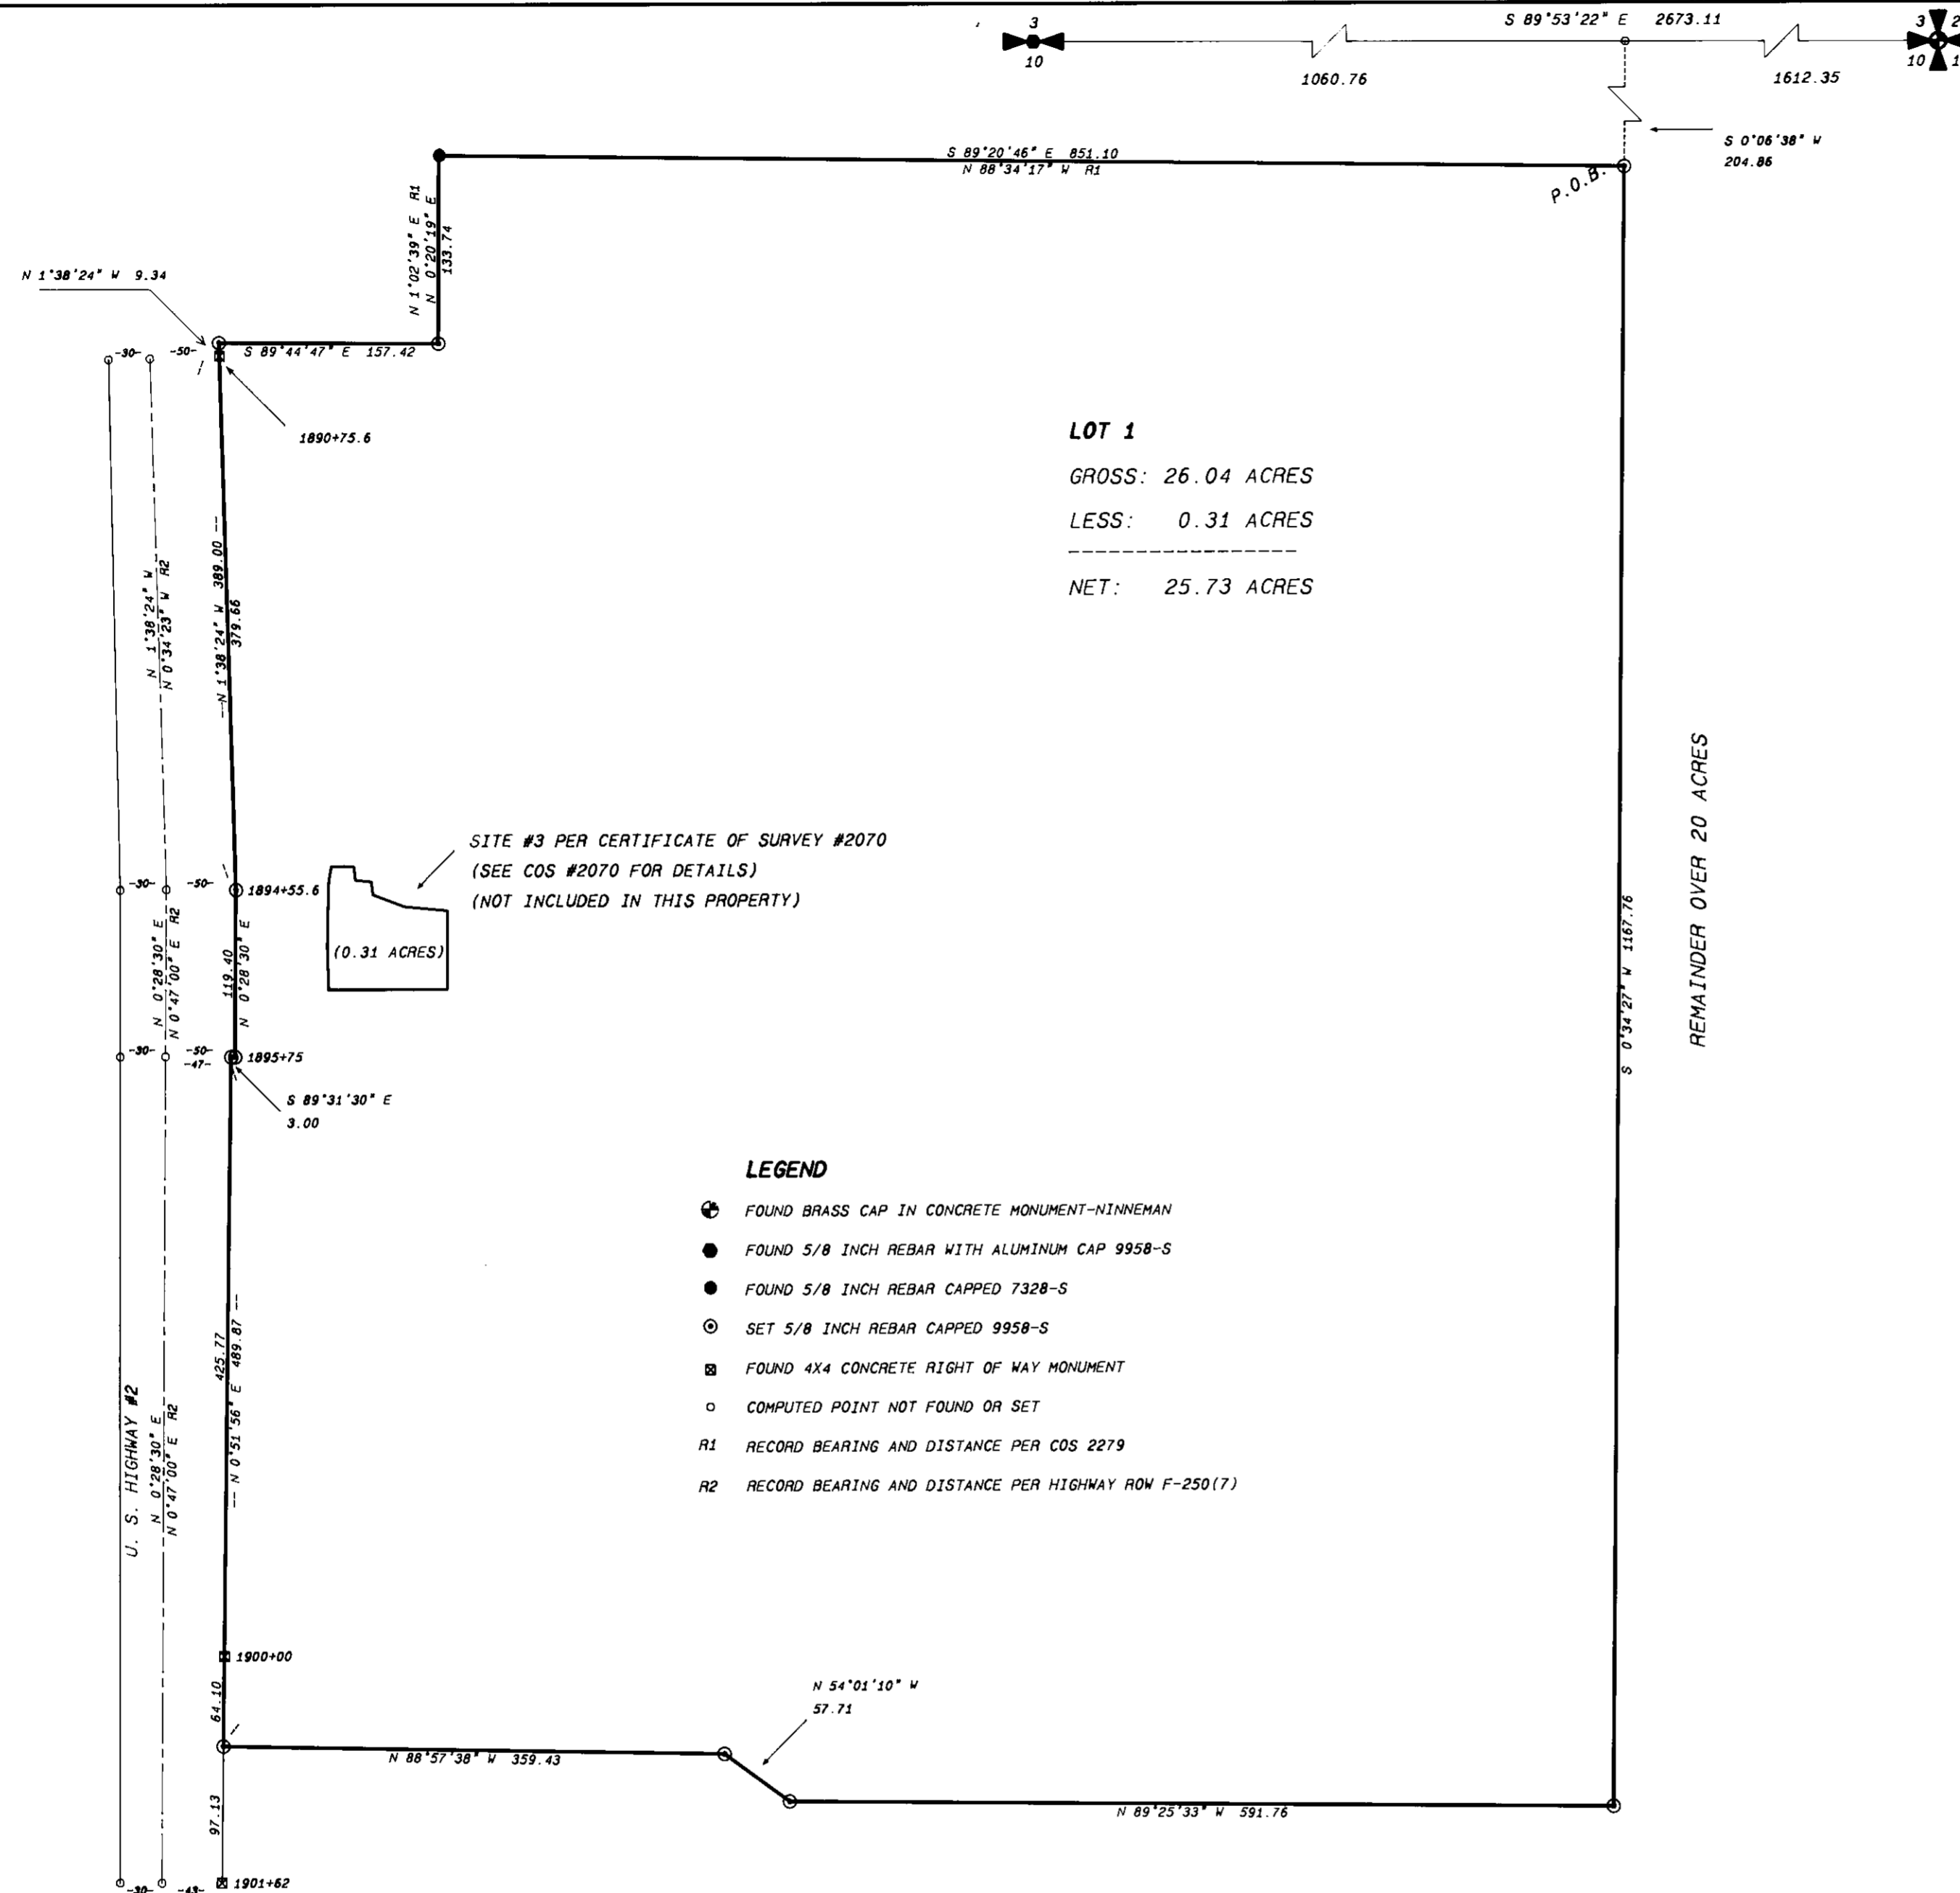 3
10
S 89°53'22" E 2673.11
3
10
1060.76
1612.35
S 0°06'38" W
204.86
S 89°20'46" E 851.10
N 88°34'17" W R1
P.O.B.
N 1°02'39" E R1
N 0°20'19" E
133.74
N 1°38'24" W 9.34
S 89°44'47" E 157.42
-30-
-50-
1890+75.6
LOT 1
GROSS: 26.04 ACRES
LESS: 0.31 ACRES
NET: 25.73 ACRES
N 1°38'24" W
N 0°34'23" W R2
--N 1°38'24" W 389.00 --
379.66
SITE #3 PER CERTIFICATE OF SURVEY #2070
(SEE COS #2070 FOR DETAILS)
(NOT INCLUDED IN THIS PROPERTY)
(0.31 ACRES)
-30-
-50-
1894+55.6
N 0°28'30" E
N 0°47'00" E R2
119.40
N 0°28'30" E
-30-
-50-
-47-
1895+75
S 89°31'30" E
3.00
S 0°34'27" W 1167.76
REMAINDER OVER 20 ACRES
LEGEND
FOUND BRASS CAP IN CONCRETE MONUMENT-NINNEMAN
FOUND 5/8 INCH REBAR WITH ALUMINUM CAP 9958-S
FOUND 5/8 INCH REBAR CAPPED 7328-S
SET 5/8 INCH REBAR CAPPED 9958-S
FOUND 4X4 CONCRETE RIGHT OF WAY MONUMENT
COMPUTED POINT NOT FOUND OR SET
R1 RECORD BEARING AND DISTANCE PER COS 2279
R2 RECORD BEARING AND DISTANCE PER HIGHWAY ROW F-250(7)
U. S. HIGHWAY #2
N 0°28'30" E
N 0°47'00" E R2
425.77
-- N 0°51'56" E 489.87 --
1900+00
64.10
N 54°01'10" W
57.71
N 88°57'38" W 359.43
N 89°25'33" W 591.76
97.13
-30-
-43-
1901+62